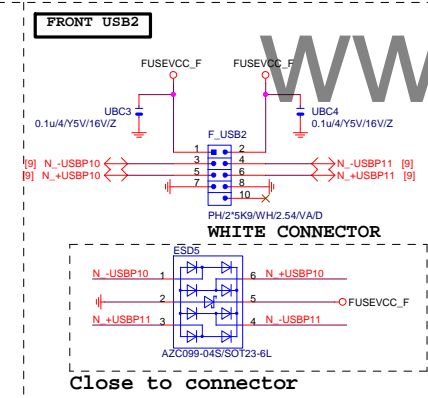 FRONT USB2
WW
FUSEVCC_F FUSEVCC_F
UBC3 UBC4
0.1u/4/Y5V/16V/Z 0.1u/4/Y5V/16V/Z
F_USB2
1 2
[9] N_-USBP10 3 4 N_-USBP11 [9]
[9] N_+USBP10 5 6 N_+USBP11 [9]
7 8
10
PH/2*5K9/WH/2.54/VA/D
WHITE CONNECTOR
ESD5
N_-USBP10 1 6 N_+USBP10
2 5 FUSEVCC_F
N_+USBP11 3 4 N_-USBP11
AZC099-04S/SOT23-6L
Close to connector